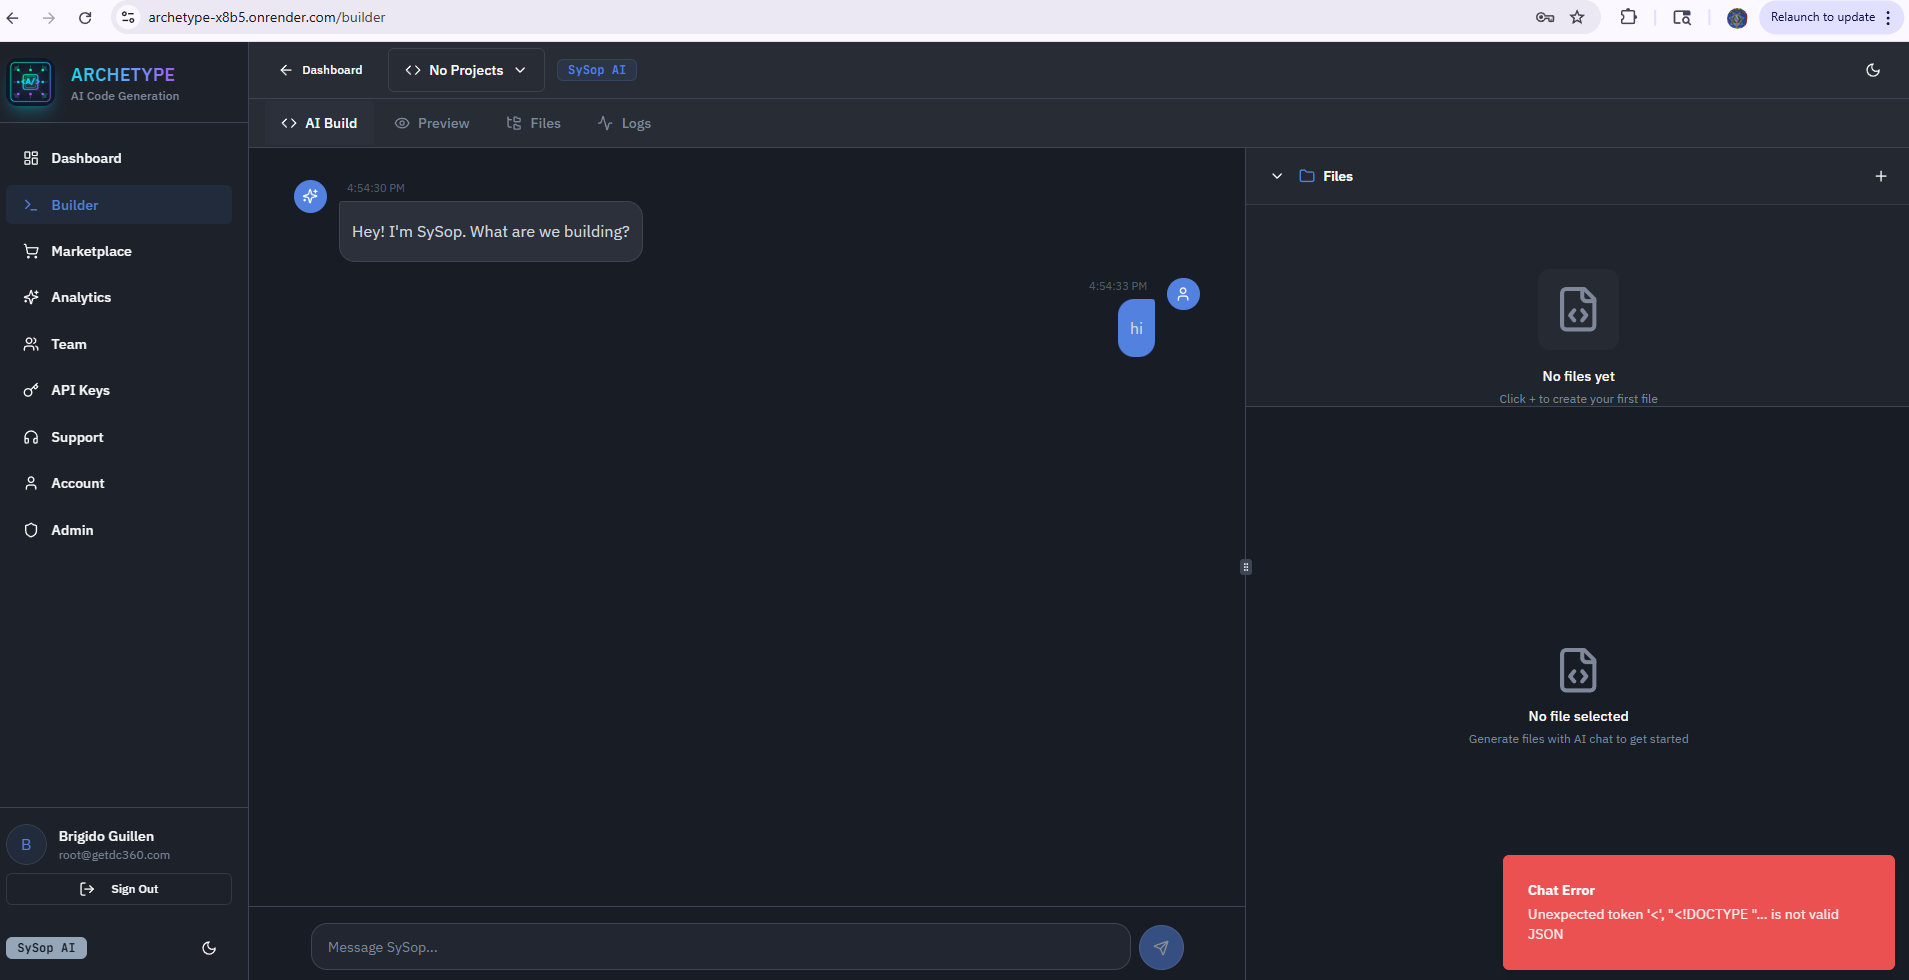 archetype-x8b5.onrender.com/builder
Relaunch to update
ARCHETYPE
AI Code Generation
Dashboard
Builder
Marketplace
Analytics
Team
API Keys
Support
Account
Admin
B
Brigido Guillen
root@getdc360.com
Sign Out
SySop AI
Dashboard
No Projects
SySop AI
AI Build
Preview
Files
Logs
4:54:30 PM
Hey! I'm SySop. What are we building?
4:54:33 PM
hi
Message SySop...
Files
No files yet
Click + to create your first file
No file selected
Generate files with AI chat to get started
Chat Error
Unexpected token '<', "<!DOCTYPE "... is not valid
JSON